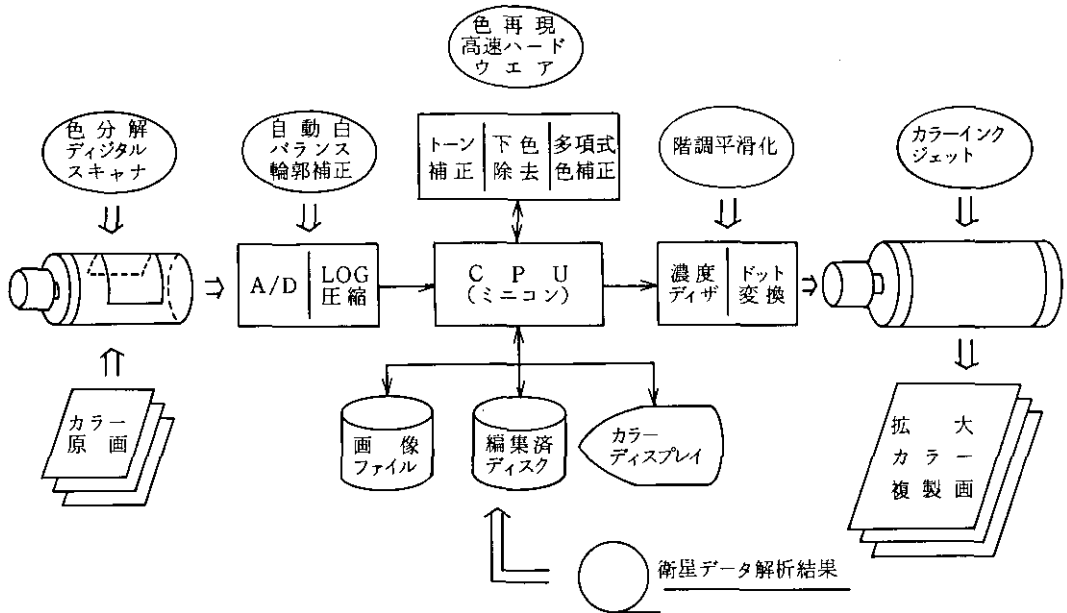 色再現
高速ハード
ウエア
色分解
ディジタル
スキャナ
自動白
バランス
輪郭補正
トーン
補正
下色
除去
多項式
色補正
階調平滑化
カラーインク
ジェット
A/D
LOG
圧縮
CPU
(ミニコン)
濃度
ディザ
ドット
変換
カラー
原画
画像
ファイル
編集済
ディスク
カラー
ディスプレイ
拡大
カラー
複製画
衛星データ解析結果